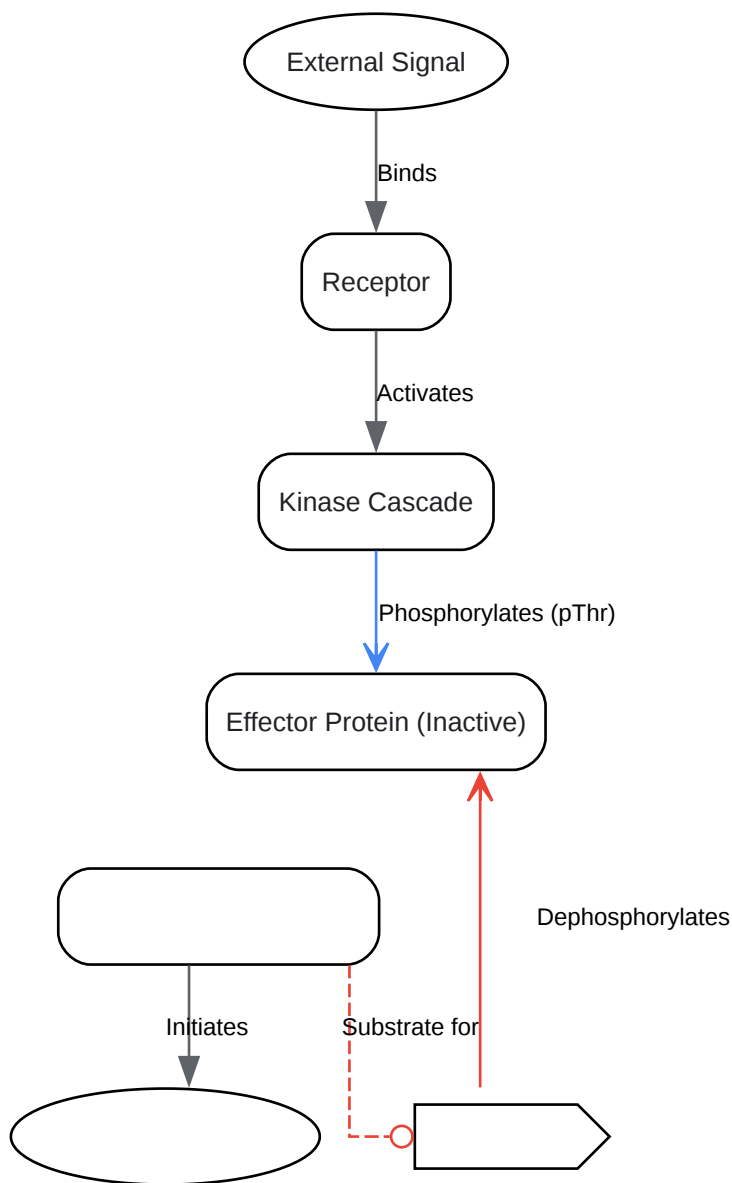 External Signal
Binds
Receptor
Activates
Kinase Cascade
Phosphorylates (pThr)
Effector Protein (Inactive)
Dephosphorylates
Initiates
Substrate for